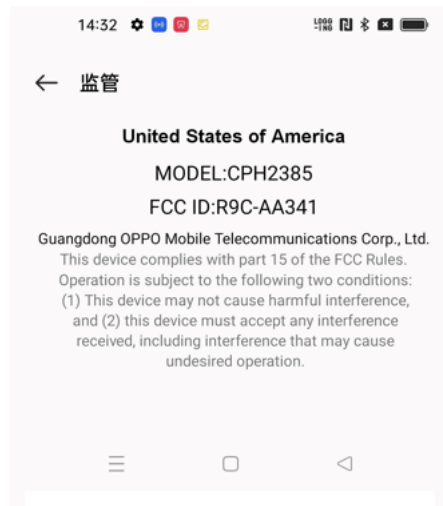 14:32
LOGG
-ING
监管
United States of America
MODEL:CPH2385
FCC ID:R9C-AA341
Guangdong OPPO Mobile Telecommunications Corp., Ltd.
This device complies with part 15 of the FCC Rules.
Operation is subject to the following two conditions:
(1) This device may not cause harmful interference,
and (2) this device must accept any interference
received, including interference that may cause
undesired operation.